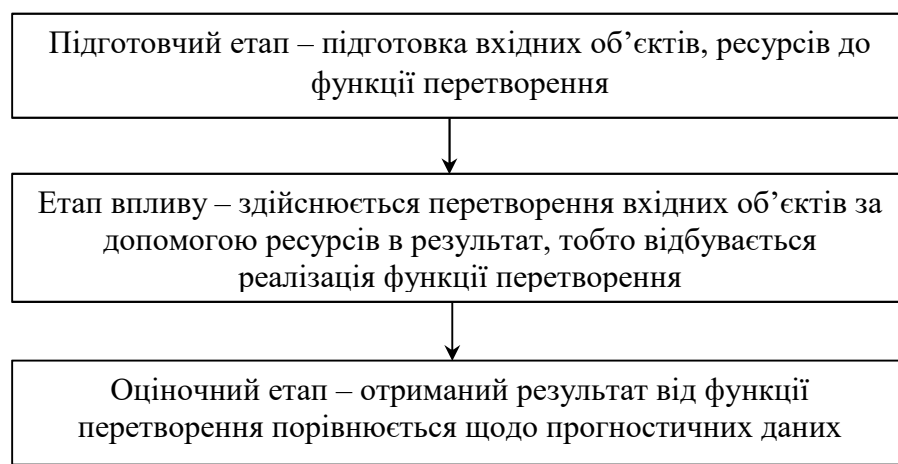 Підготовчий етап – підготовка вхідних об’єктів, ресурсів до
функції перетворення
Етап впливу – здійснюється перетворення вхідних об’єктів за
допомогою ресурсів в результат, тобто відбувається
реалізація функції перетворення
Оціночний етап – отриманий результат від функції
перетворення порівнюється щодо прогностичних даних